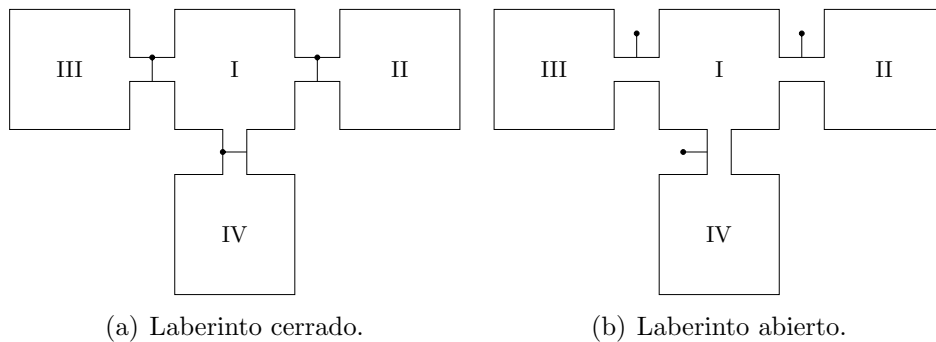 III I II III I II
IV IV
(a) Laberinto cerrado. (b) Laberinto abierto.